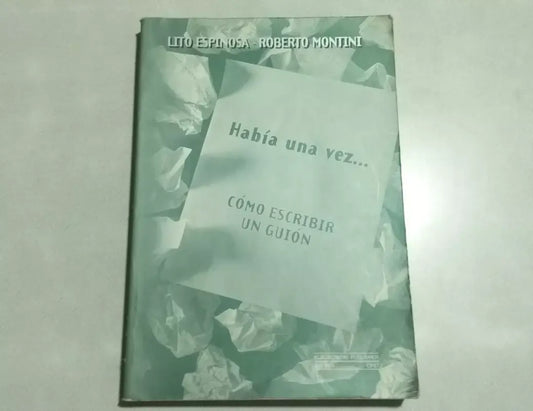 LITO ESPINOSA - ROBERTO MONTINI
Había una vez...
CÓMO ESCRIBIR
UN GUIÓN